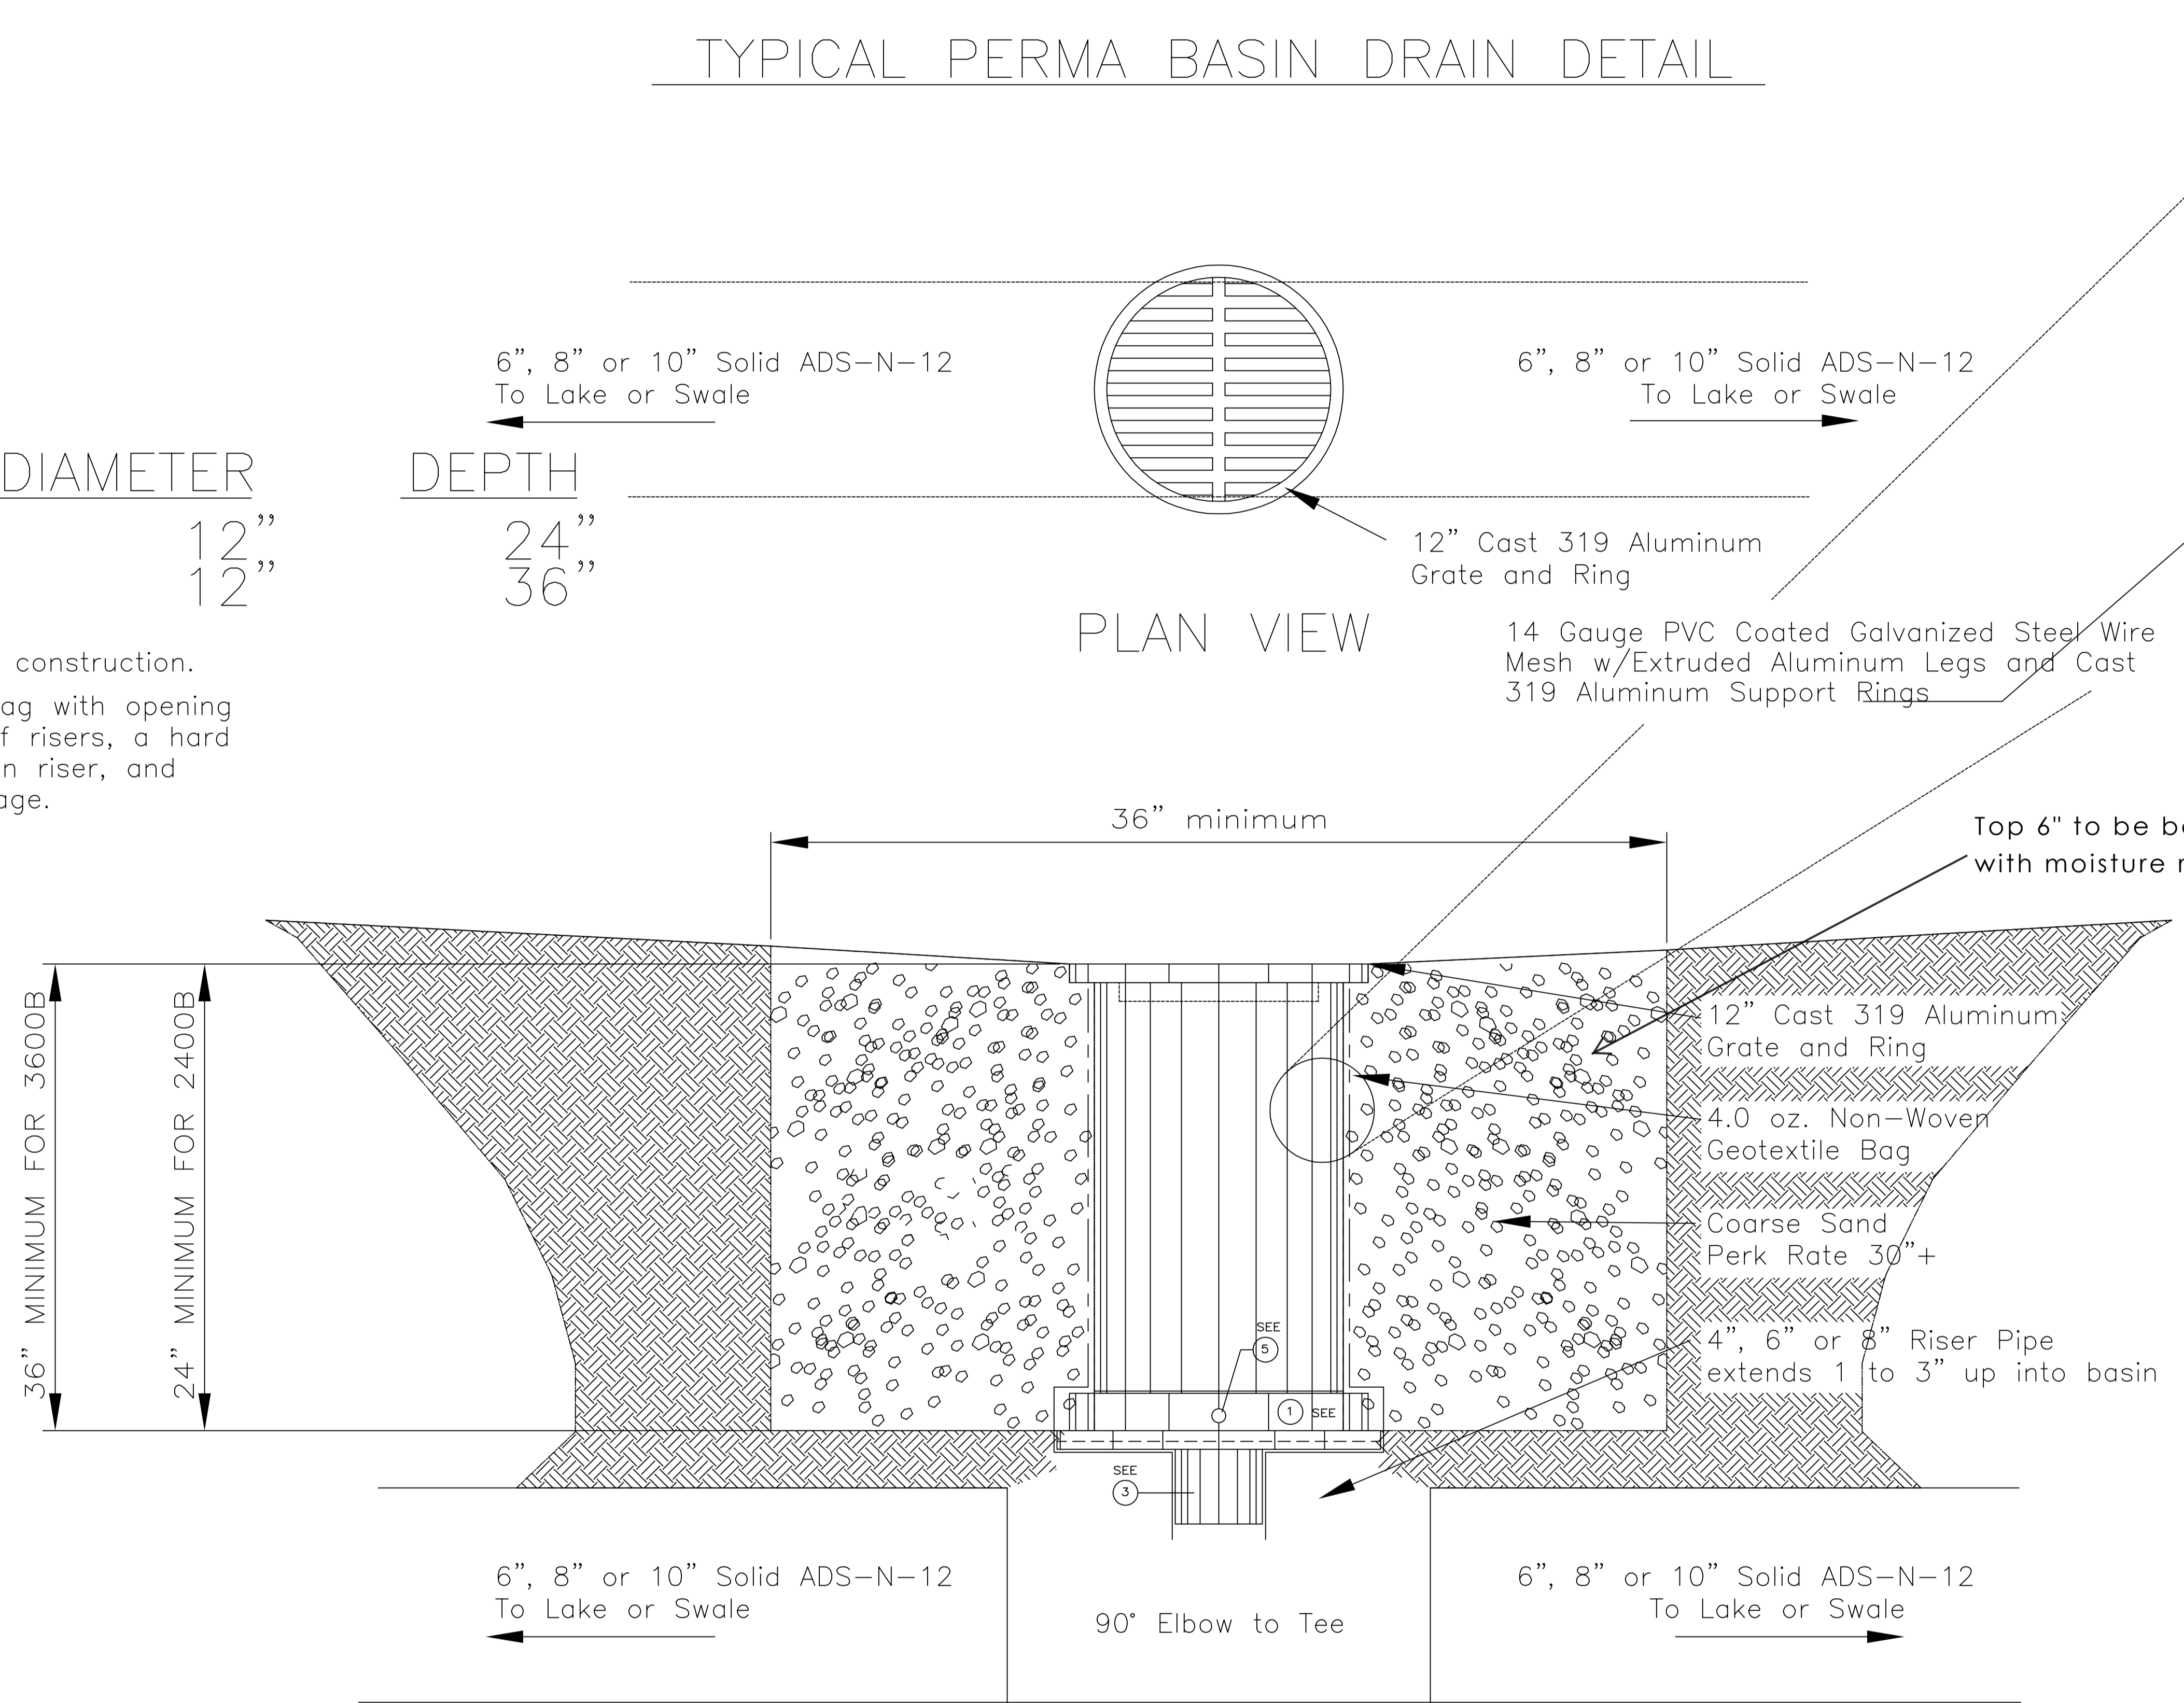 TYPICAL PERMA BASIN DRAIN DETAIL
6", 8" or 10" Solid ADS-N-12
To Lake or Swale
6", 8" or 10" Solid ADS-N-12
To Lake or Swale
DIAMETER DEPTH
12" 24"
12" 36"
12" Cast 319 Aluminum
Grate and Ring
PLAN VIEW
construction.
with opening
risers, a hard
riser, and
14 Gauge PVC Coated Galvanized Steel Wire
Mesh w/Extruded Aluminum Legs and Cast
319 Aluminum Support Rings
36" minimum
Top 6" to be
with moisture
36" MINIMUM FOR 3600B
24" MINIMUM FOR 2400B
12" Cast 319 Aluminum
Grate and Ring
4.0 oz. Non-Woven
Geotextile Bag
Coarse Sand
Perk Rate 30"+
4", 6" or 8" Riser Pipe
extends 1 to 3" up into basin
SEE
5
1 SEE
SEE
3
6", 8" or 10" Solid ADS-N-12
To Lake or Swale
90° Elbow to Tee
6", 8" or 10" Solid ADS-N-12
To Lake or Swale